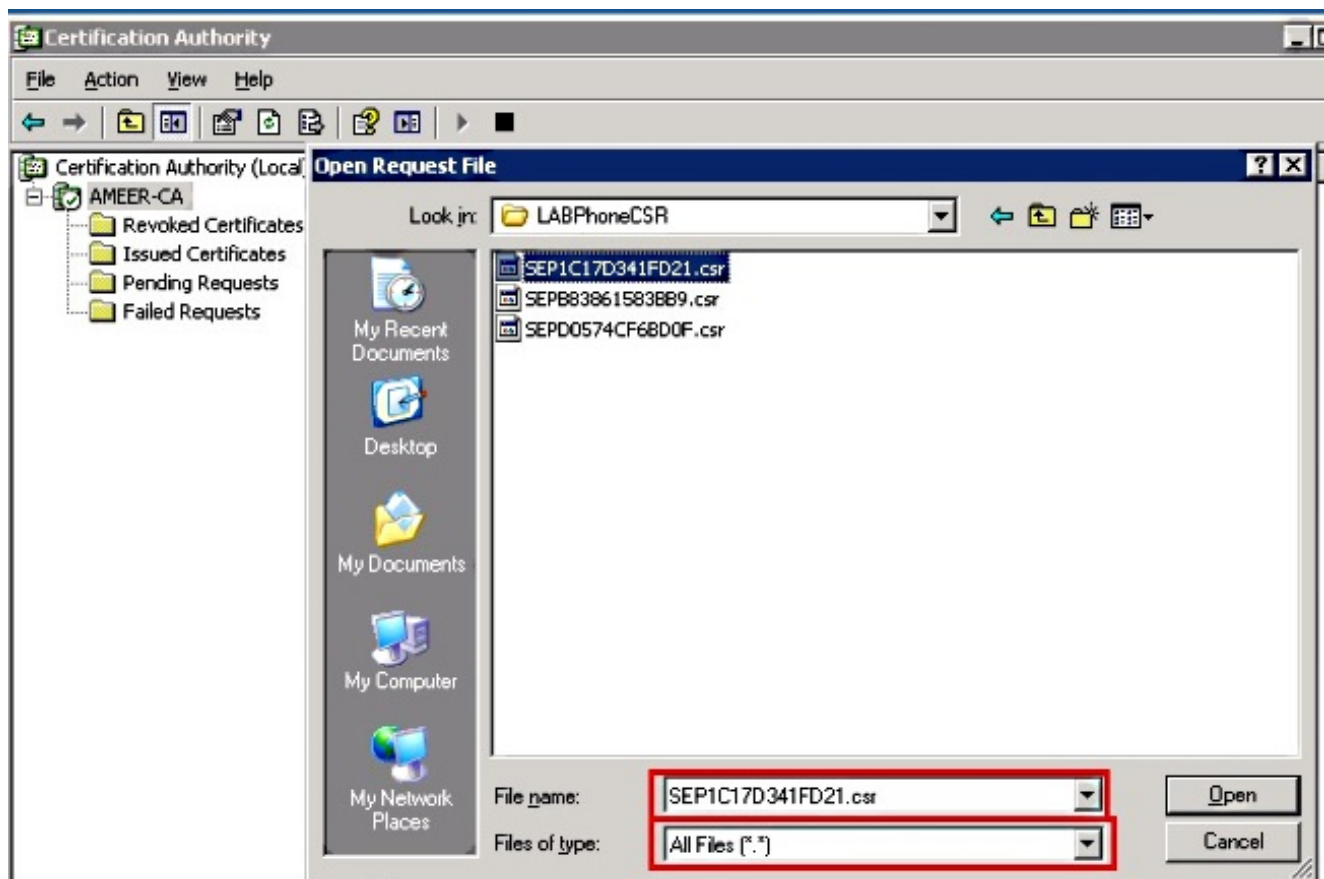 Certification Authority
File Action View Help
Certification Authority (Local)
AMEER-CA
Revoked Certificates
Issued Certificates
Pending Requests
Failed Requests
Open Request File
Look in:
LABPhoneCSR
SEP1C17D341FD21.csr
SEPB83861583BB9.csr
SEPD0574CF6BD0F.csr
My Recent
Documents
Desktop
My Documents
My Computer
My Network
Places
File name:
SEP1C17D341FD21.csr
Open
Files of type:
All Files (*.*)
Cancel